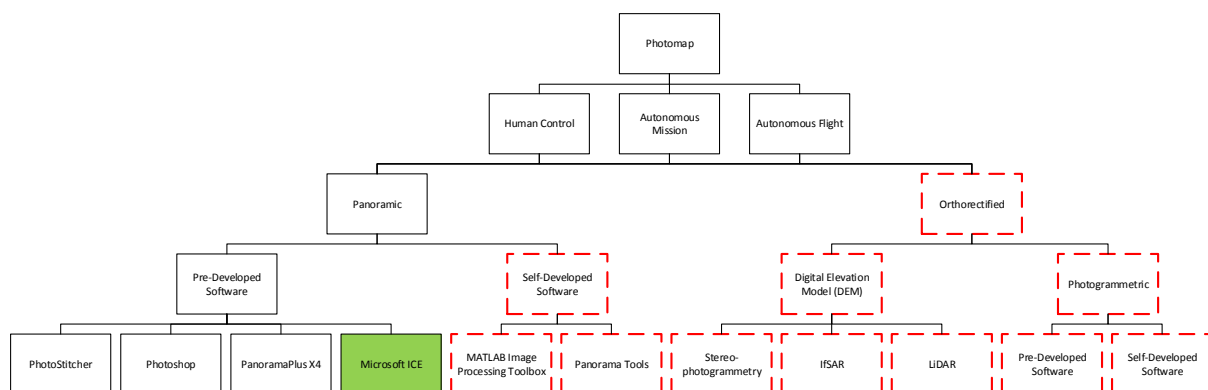 Photomap
Human Control
Autonomous
Mission
Autonomous Flight
Panoramic
Orthorectified
Pre-Developed
Software
Self-Developed
Software
Digital Elevation
Model (DEM)
Photogrammetric
PhotoStitcher
Photoshop
PanoramaPlus X4
Microsoft ICE
MATLAB Image
Processing Toolbox
Panorama Tools
Stereo-
photogrammetry
IfSAR
LiDAR
Pre-Developed
Software
Self-Developed
Software